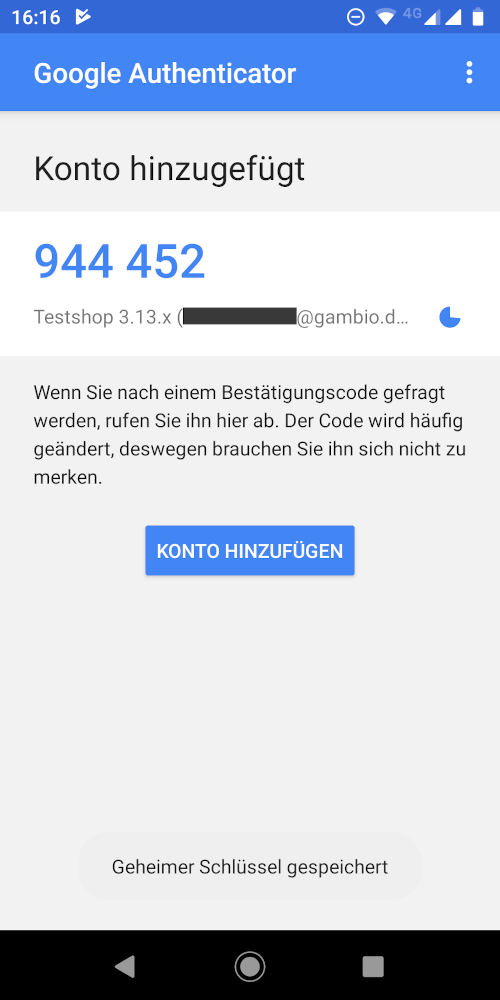 16:16
4G
Google Authenticator
Konto hinzugefügt
944 452
Testshop 3.13.x (@gambio.d...
Wenn Sie nach einem Bestätigungscode gefragt
werden, rufen Sie ihn hier ab. Der Code wird häufig
geändert, deswegen brauchen Sie ihn sich nicht zu
merken.
KONTO HINZUFÜGEN
Geheimer Schlüssel gespeichert